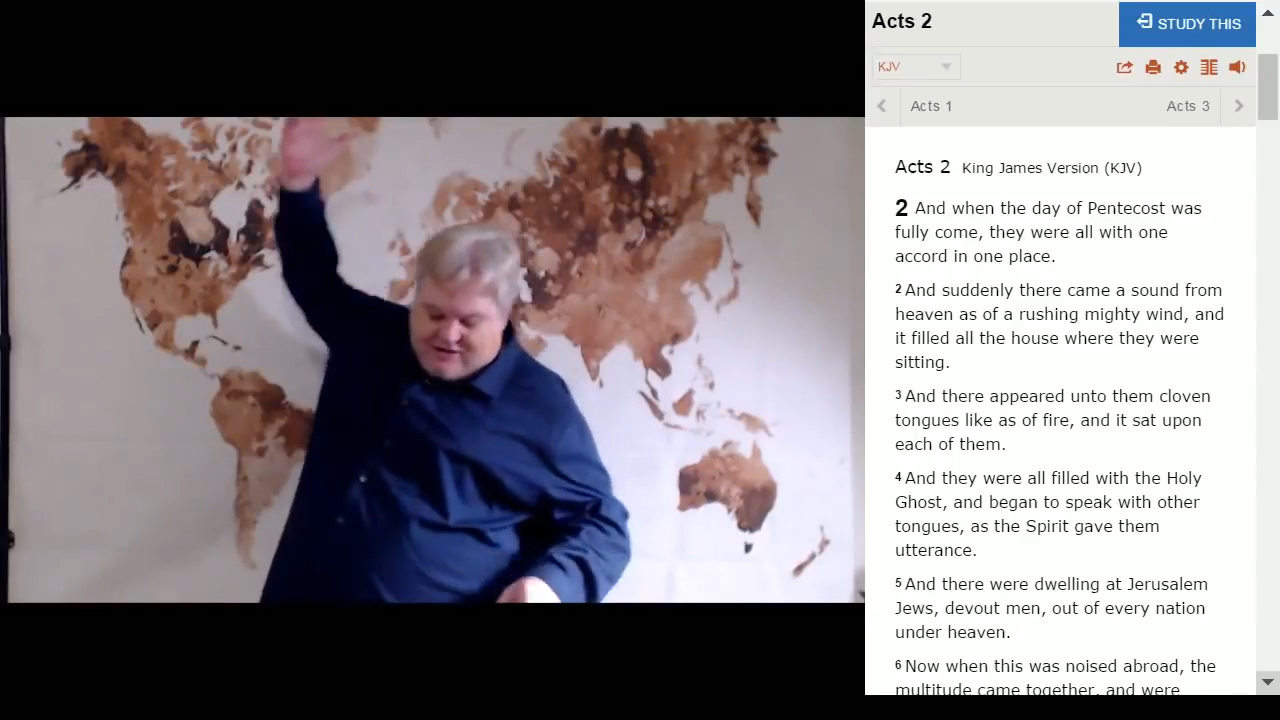 Acts 2
STUDY THIS
KJV
Acts 1
Acts 3
Acts 2 King James Version (KJV)
2 And when the day of Pentecost was
fully come, they were all with one
accord in one place.
2 And suddenly there came a sound from
heaven as of a rushing mighty wind, and
it filled all the house where they were
sitting.
3 And there appeared unto them cloven
tongues like as of fire, and it sat upon
each of them.
4 And they were all filled with the Holy
Ghost, and began to speak with other
tongues, as the Spirit gave them
utterance.
5 And there were dwelling at Jerusalem
Jews, devout men, out of every nation
under heaven.
6 Now when this was noised abroad, the
multitude came together, and were